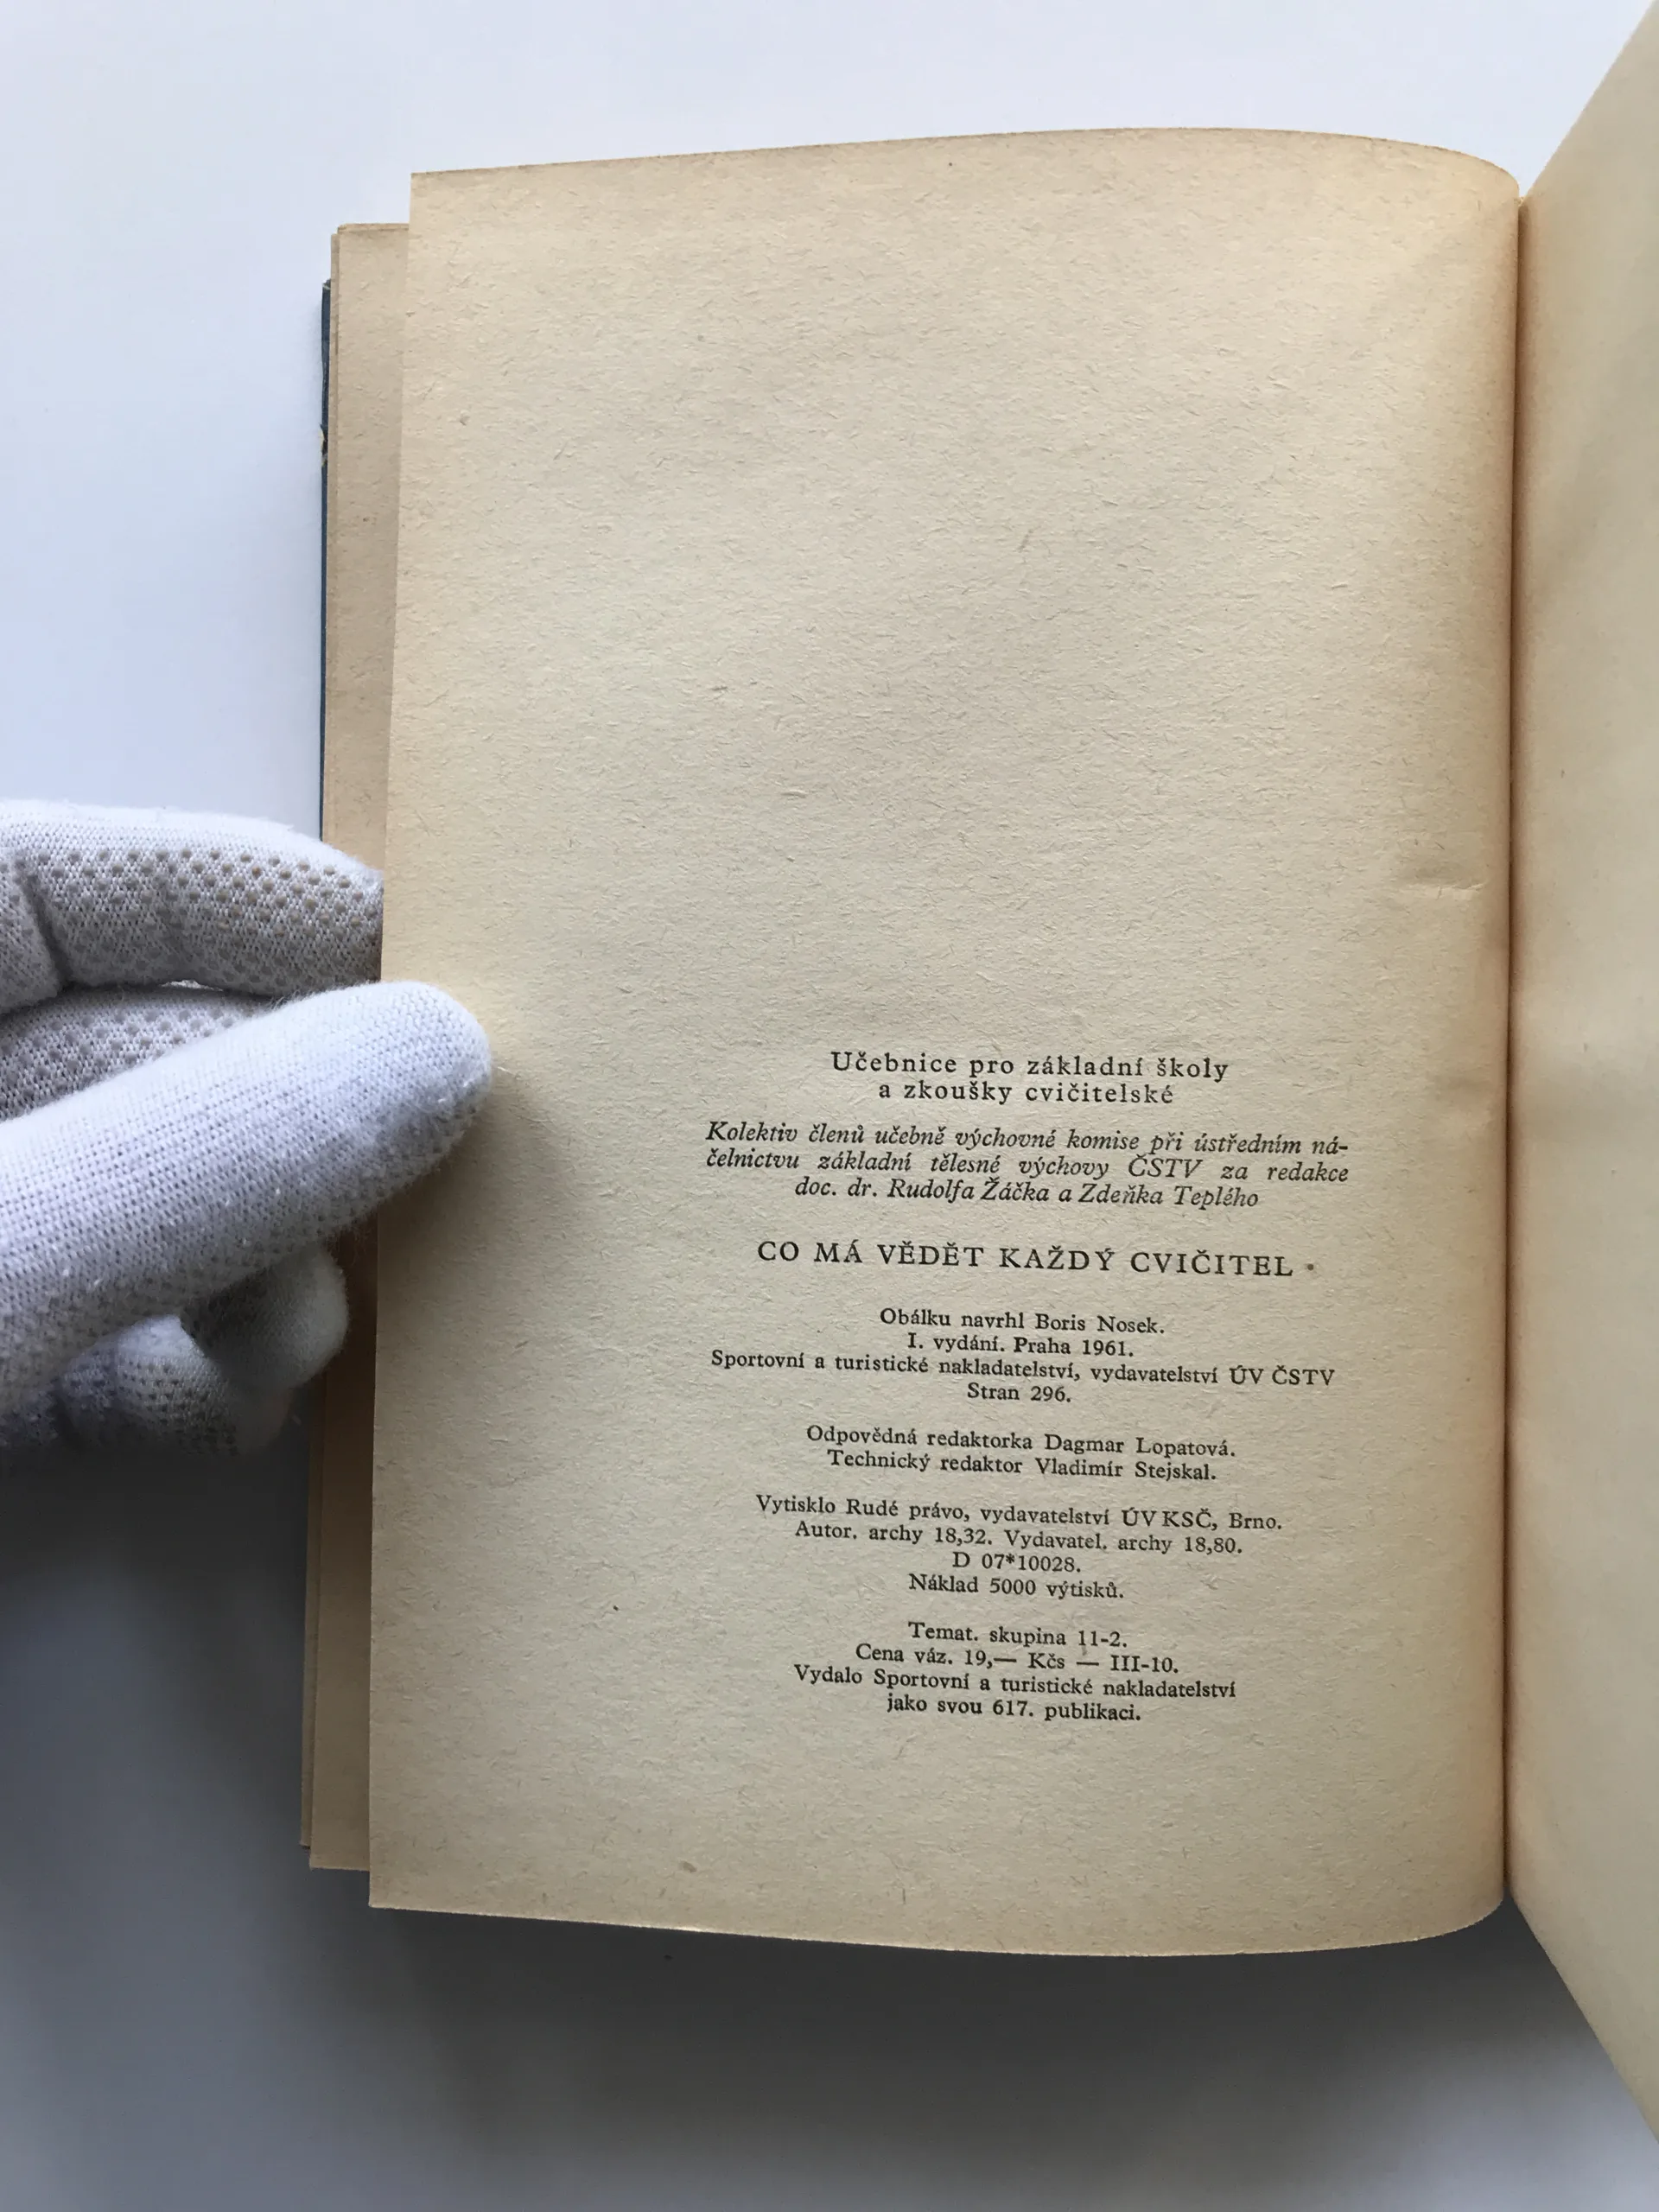 Učebnice pro základní školy
a zkoušky cvičitelské
Kolektiv členů učebně výchovné komise při ústředním ná-
čelnictvu základní tělesné výchovy ČSTV za redakce
doc. dr. Rudolfa Žáčka a Zdeňka Teplého
CO MÁ VĚDĚT KAŽDÝ CVIČITEL
Obálku navrhl Boris Nosek.
I. vydání. Praha 1961.
Sportovní a turistické nakladatelství, vydavatelství ÚV ČSTV
Stran 296.
Odpovědná redaktorka Dagmar Lopatová.
Technický redaktor Vladimír Stejskal.
Vytisklo Rudé právo, vydavatelství ÚV KSČ, Brno.
Autor. archy 18,32. Vydavatel. archy 18,80.
D 07*10028.
Náklad 5000 výtisků.
Temat. skupina 11-2.
Cena váz. 19,— Kčs — III-10.
Vydalo Sportovní a turistické nakladatelství
jako svou 617. publikaci.